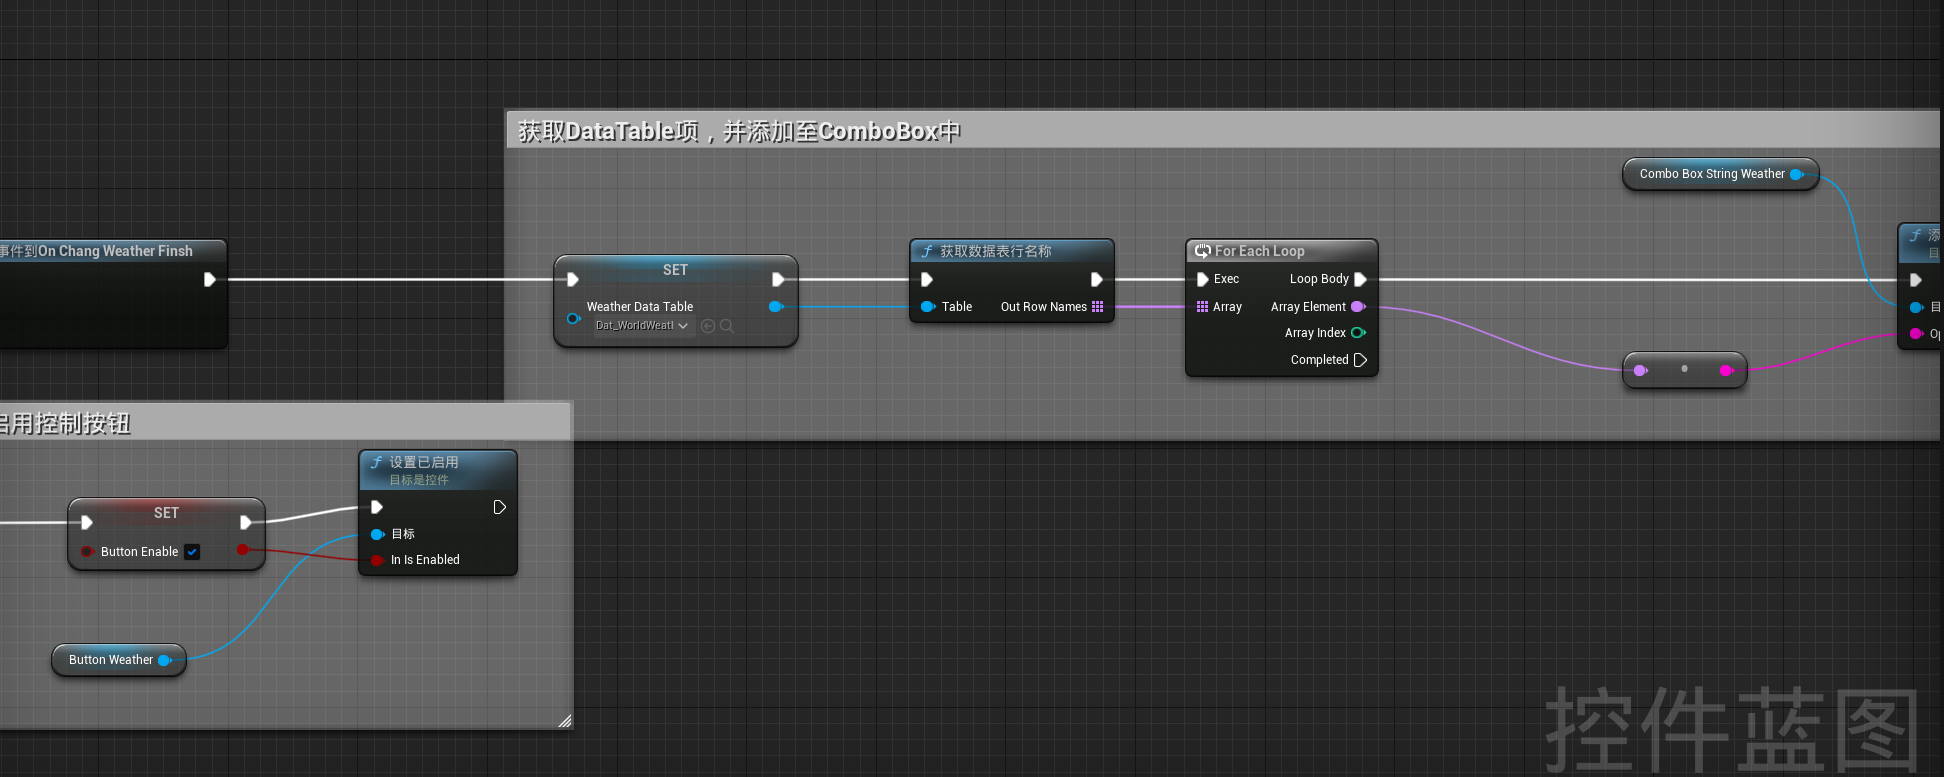 获取DataTable项，并添加至ComboBox中
Combo Box String Weather
事件到On Chang Weather Finsh
SET
Weather Data Table
Dat_WorldWeatl
获取数据表行名称
Table
Out Row Names
For Each Loop
Exec
Loop Body
Array
Array Element
Array Index
Completed
添
目
目
启用控制按钮
SET
Button Enable
设置已启用
目标是控件
目标
In Is Enabled
Button Weather
控件蓝图